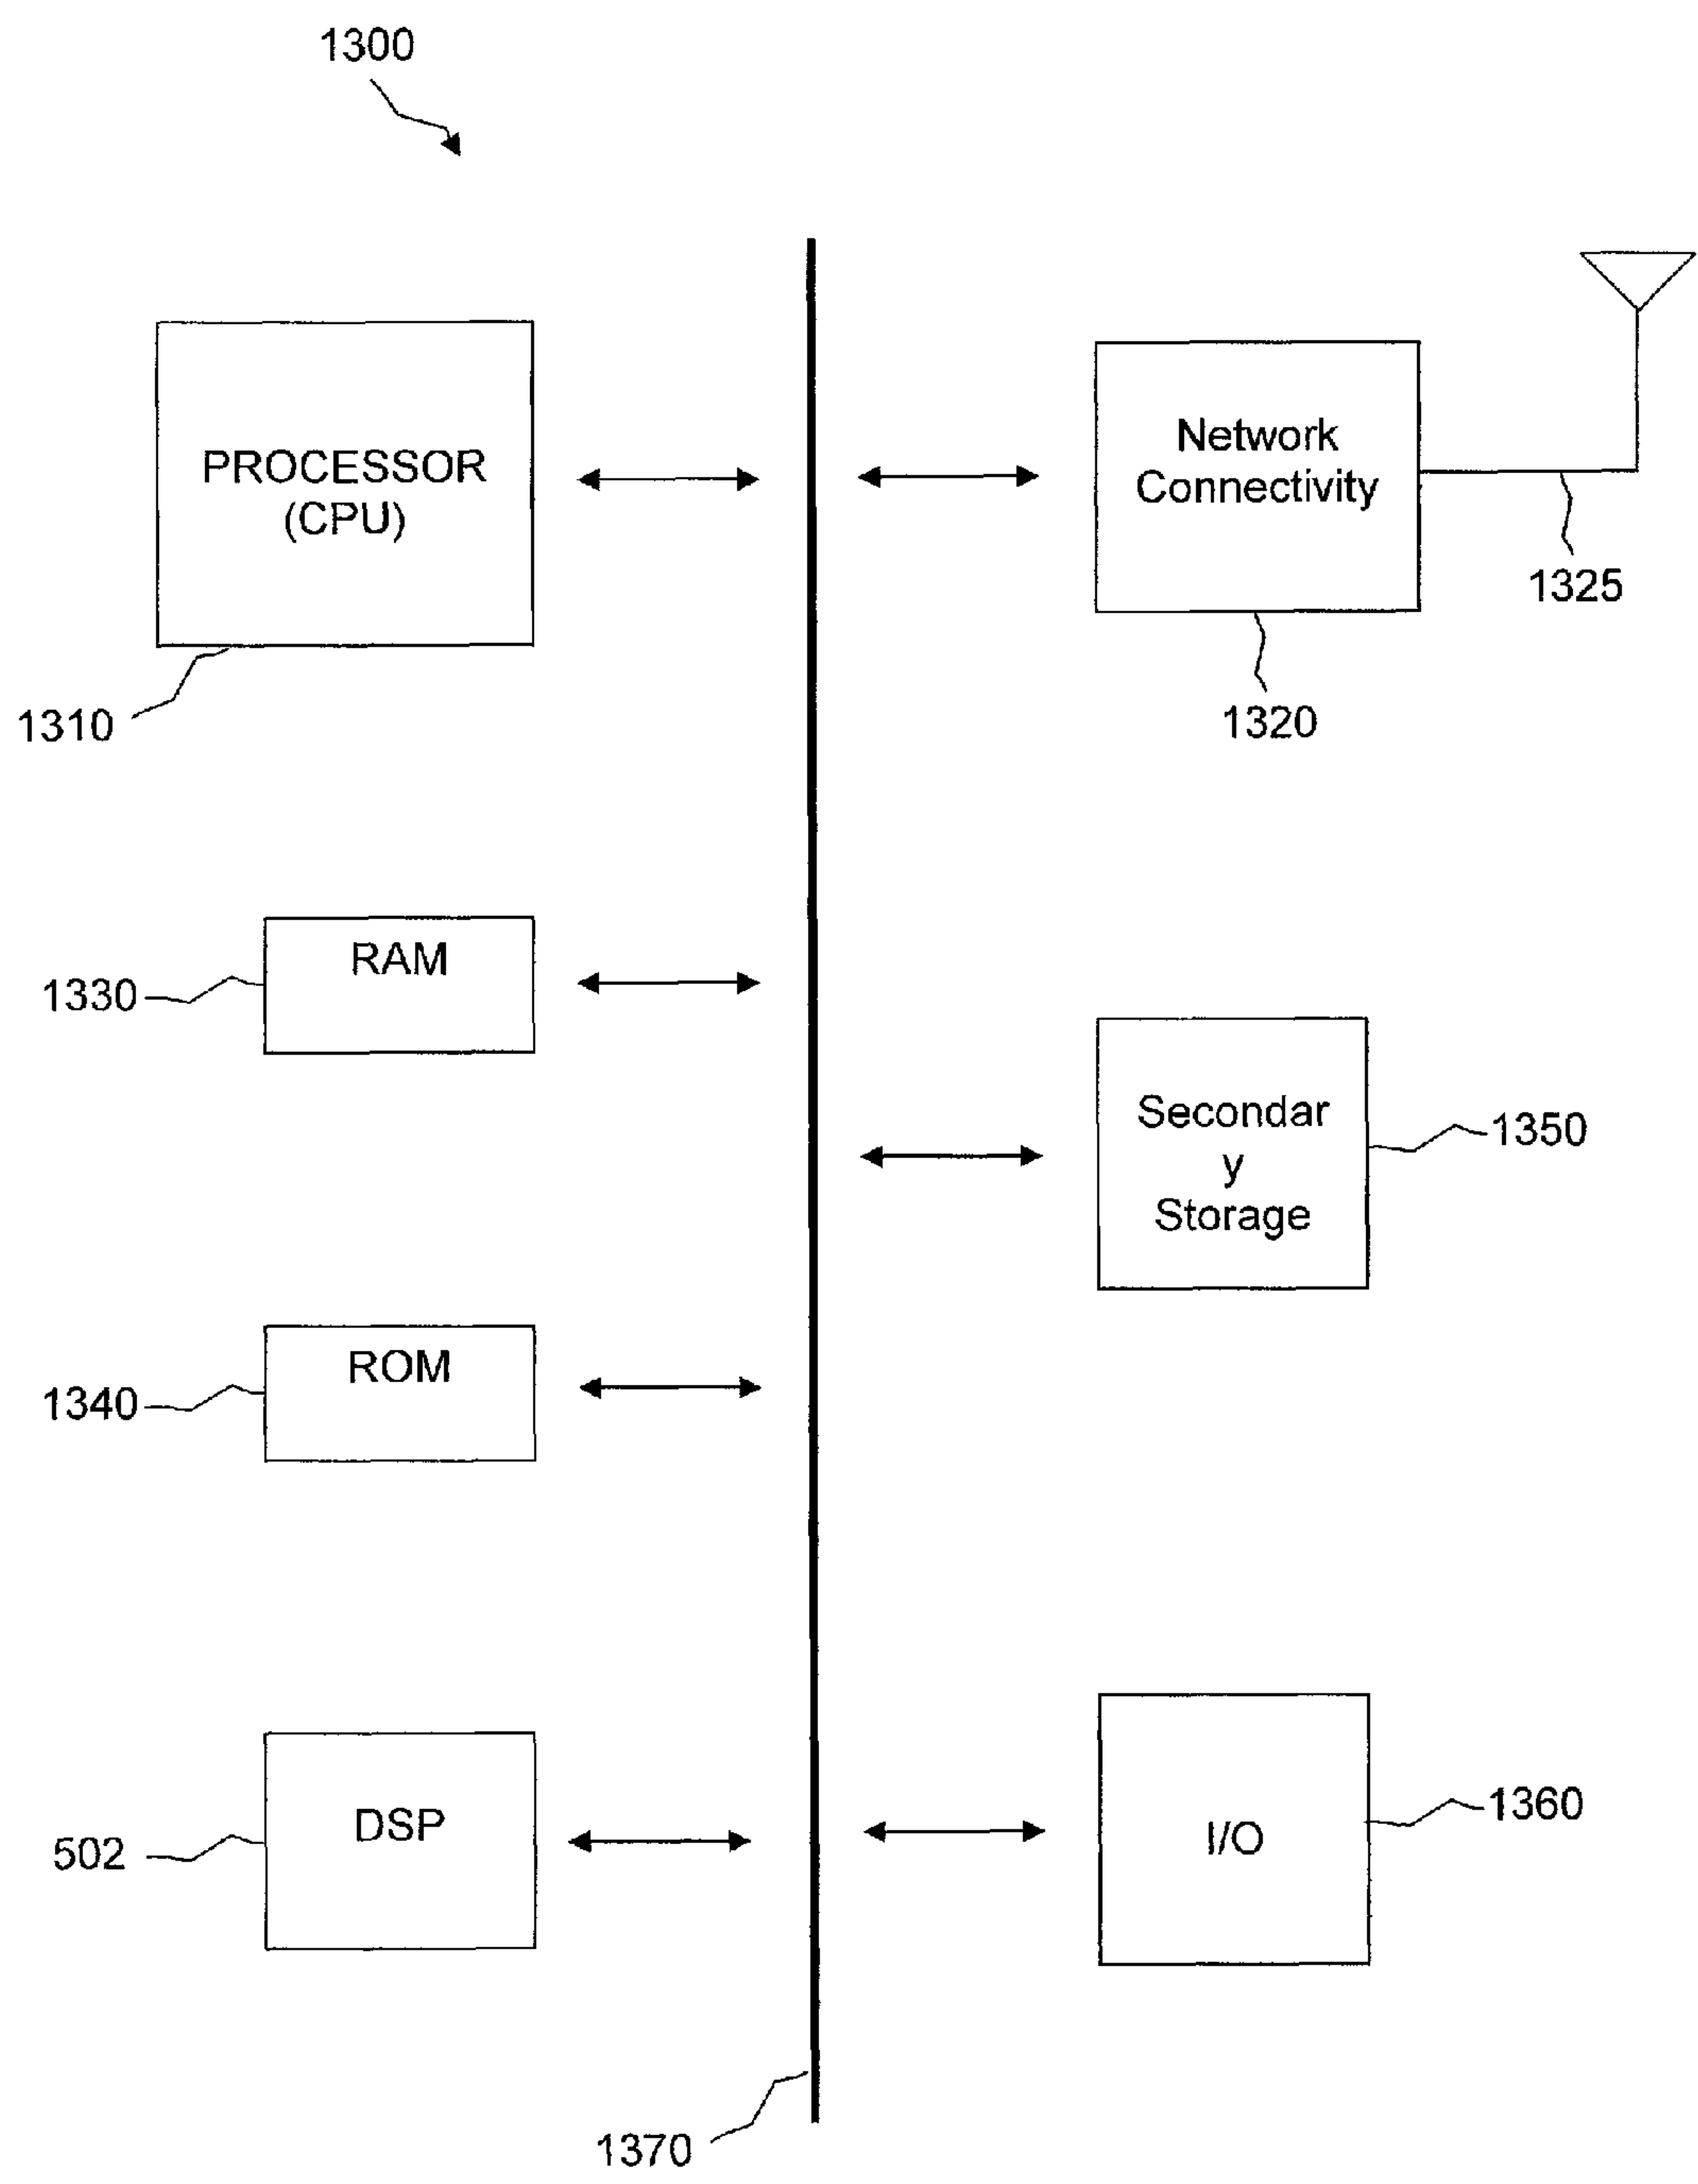 1300
PROCESSOR
(CPU)
1310
Network
Connectivity
1325
1320
RAM
1330
Secondar
y
Storage
1350
ROM
1340
DSP
502
I/O
1360
1370